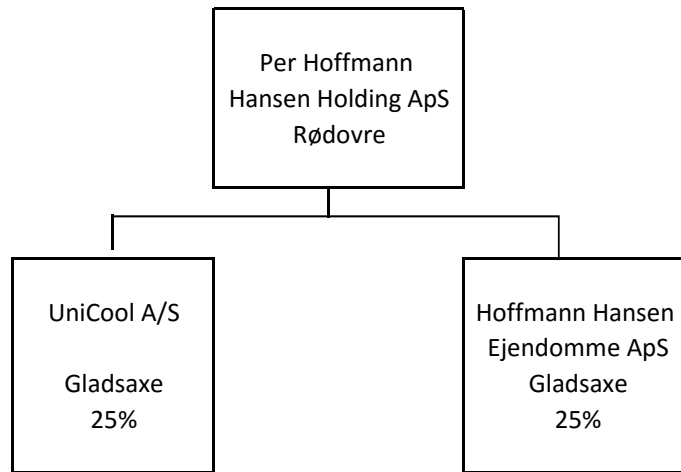 Per Hoffmann
Hansen Holding ApS
Rødovre
UniCool A/S
Gladsaxe
25%
Hoffmann Hansen
Ejendomme ApS
Gladsaxe
25%